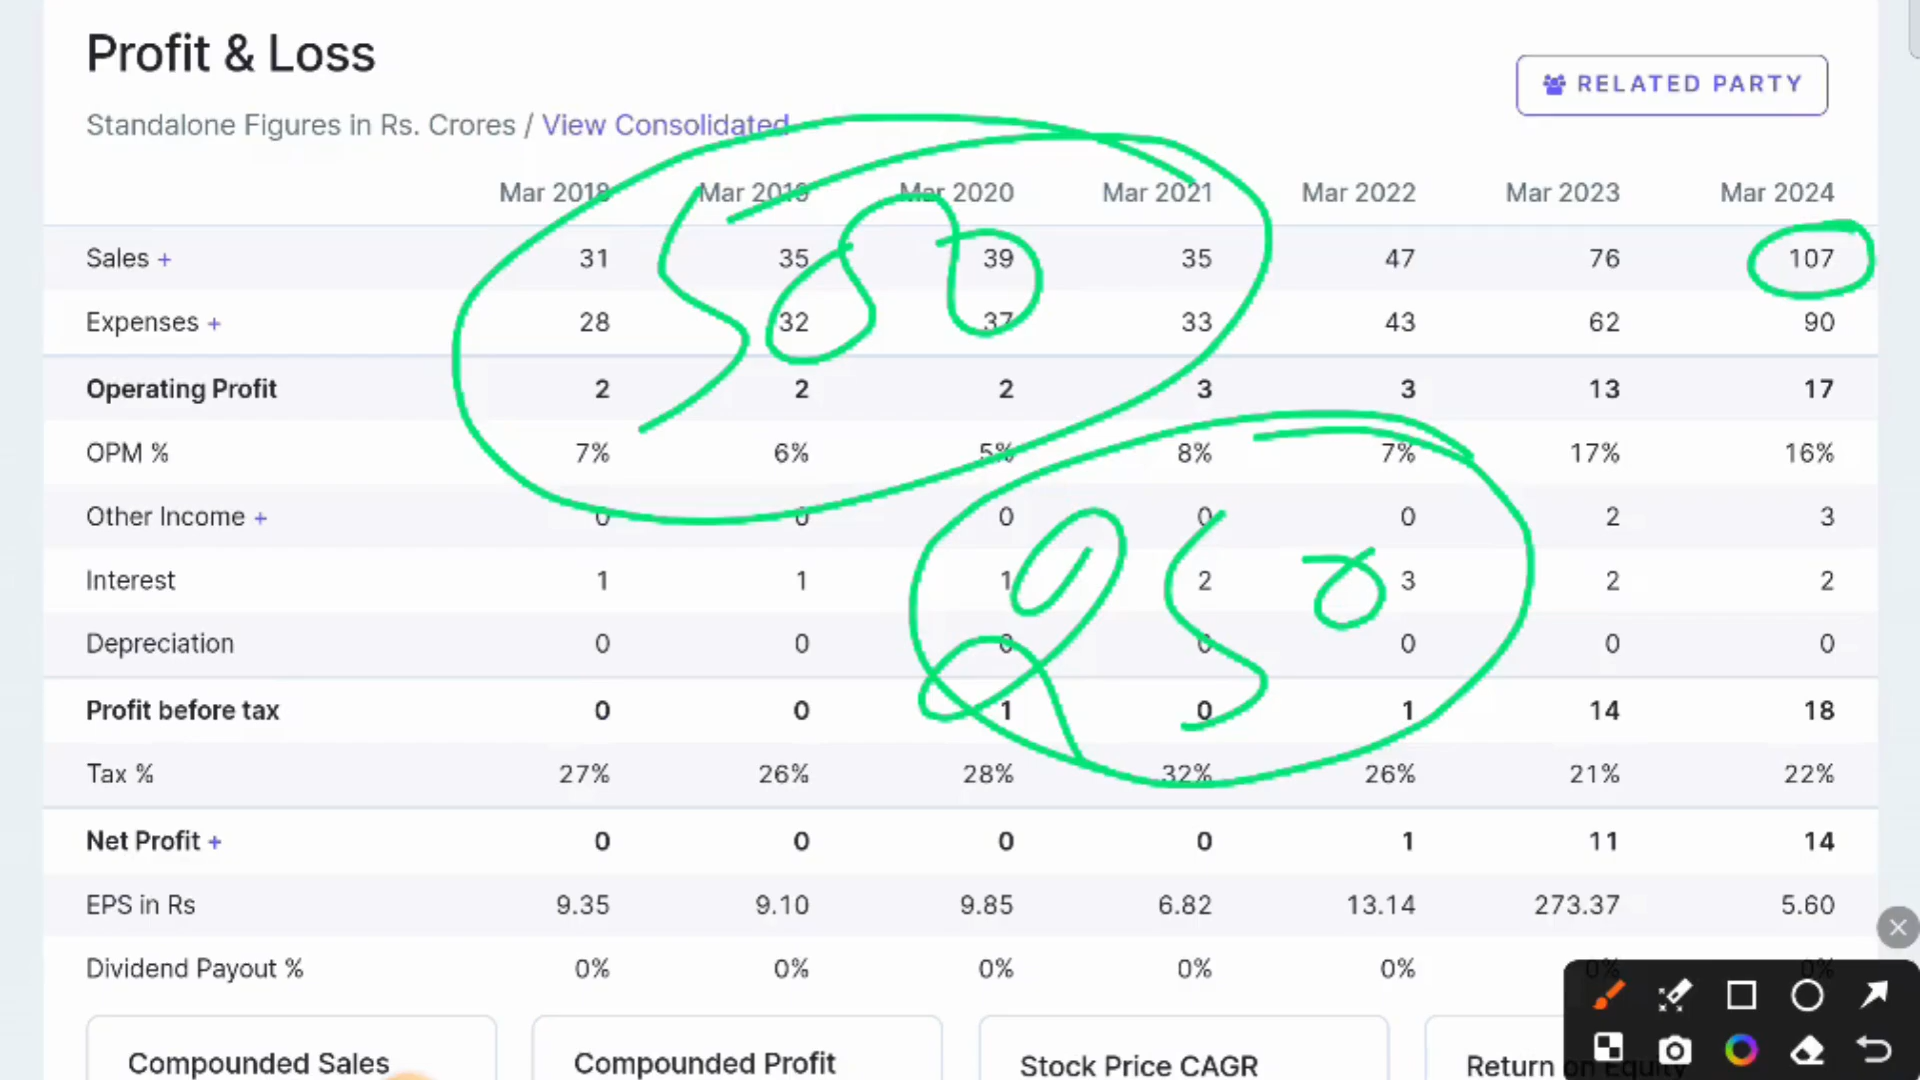 Profit & Loss
RELATED PARTY
Standalone Figures in Rs. Crores / View Consolidated
Mar 2018 Mar 2019 Mar 2020 Mar 2021 Mar 2022 Mar 2023 Mar 2024
Sales + 31 35 39 35 47 76 107
Expenses + 28 32 37 33 43 62 90
Operating Profit 2 2 2 3 3 13 17
OPM % 7% 6% 5% 8% 7% 17% 16%
Other Income + 0 0 0 0 0 2 3
Interest 1 1 1 2 3 2 2
Depreciation 0 0 0 0 0 0 0
Profit before tax 0 0 1 0 1 14 18
Tax % 27% 26% 28% 32% 26% 21% 22%
Net Profit + 0 0 0 0 1 11 14
EPS in Rs 9.35 9.10 9.85 6.82 13.14 273.37 5.60
Dividend Payout % 0% 0% 0% 0% 0% 0% 0%
500
250
Compounded Sales Compounded Profit Stock Price CAGR Return on Equity